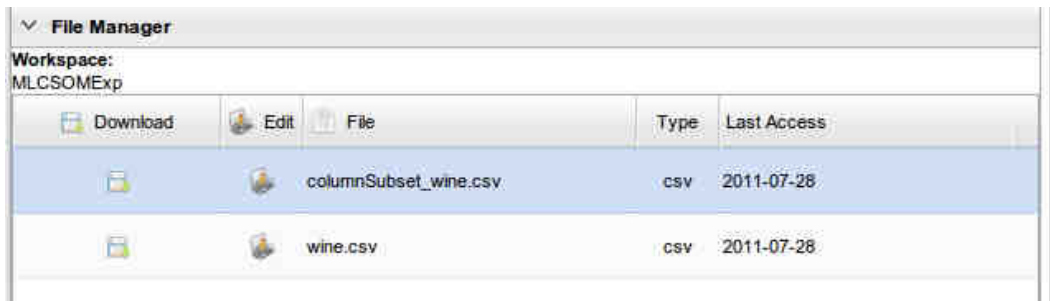 File Manager
Workspace:
MLCSOMExp
Download Edit File Type Last Access
columnSubset_wine.csv csv 2011-07-28
wine.csv csv 2011-07-28